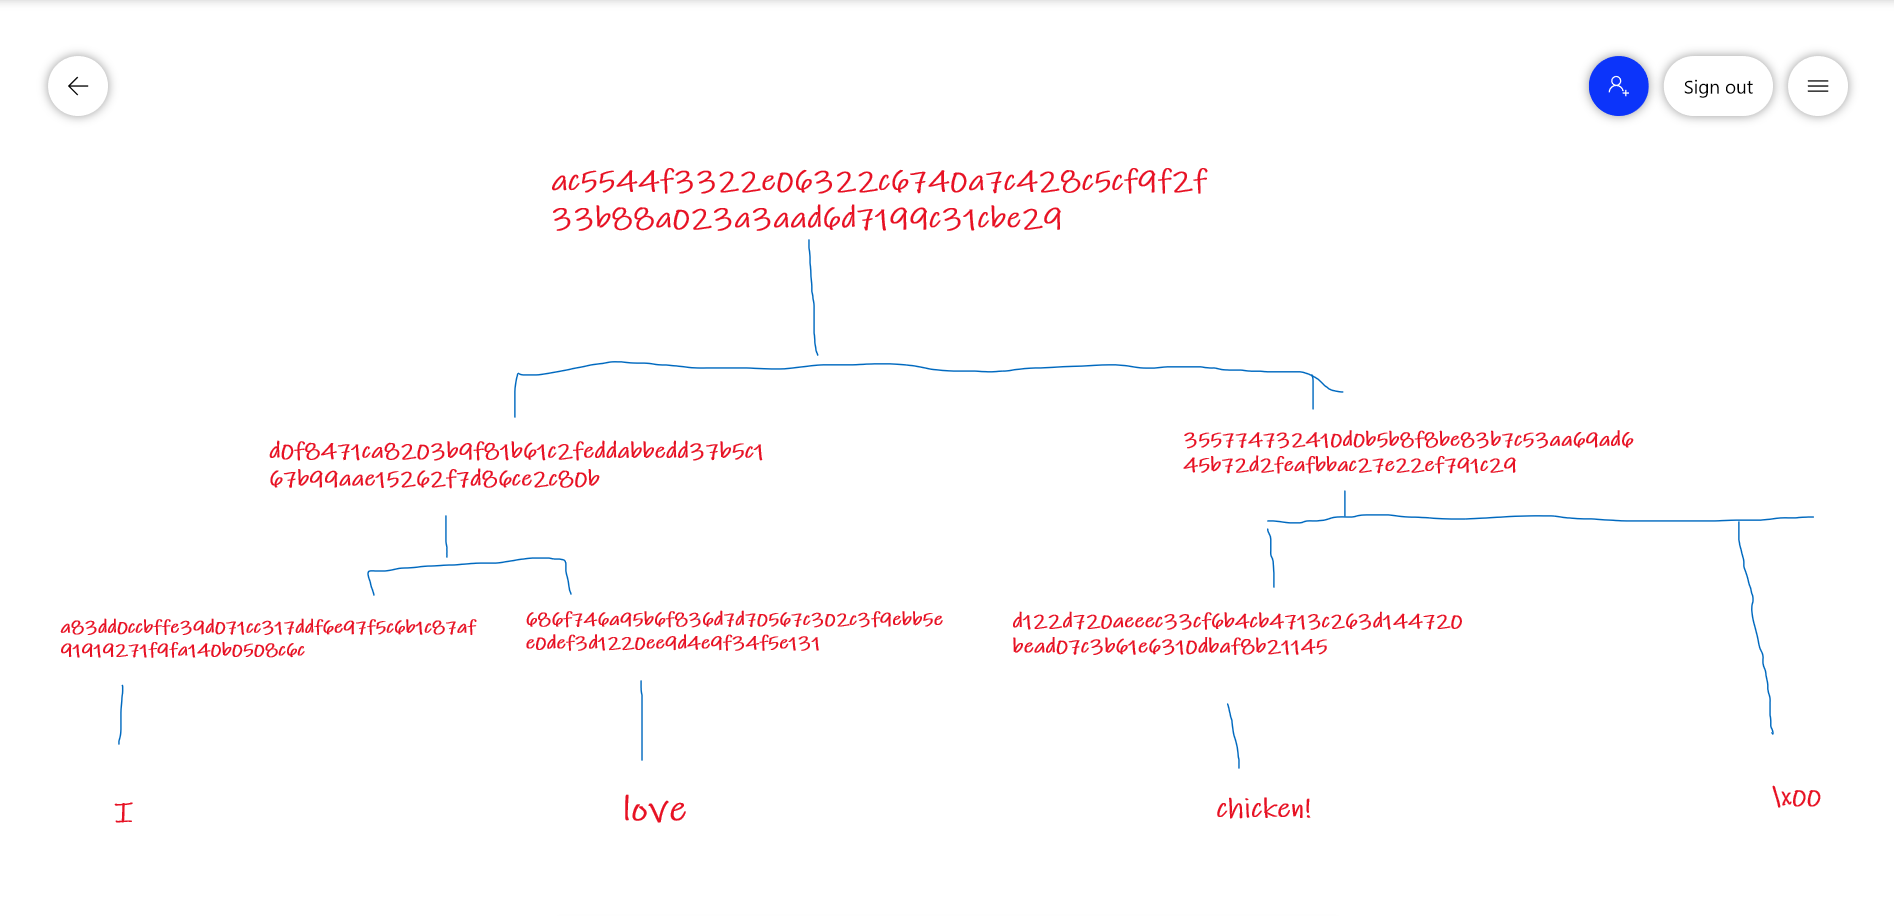 Sign out
ac5544f3322e06322c6740a7c428c5cf9f2f
33b88a023a3aad6d7199c31cbe29
d0f8471ca8203b9f81b61c2feddabbedd37b5c1
67b99aae15262f7d86ce2c80b
355774732410d0b5b8f8be83b7c53aa69ad6
45b72d2feafbbac27e22ef791c29
a83dd0ccbffe39d071cc317ddf6e97f5c6b1c87af
91919271f9fa140b0508c6c
686f746a95b6f836d7d70567c302c3f9ebb5e
e0def3d1220ee9d4e9f34f5e131
d122d720aeeec33cf6b4cb4713c263d144720
bead07c3b61e6310dbaf8b21145
I
love
chicken!
\x00